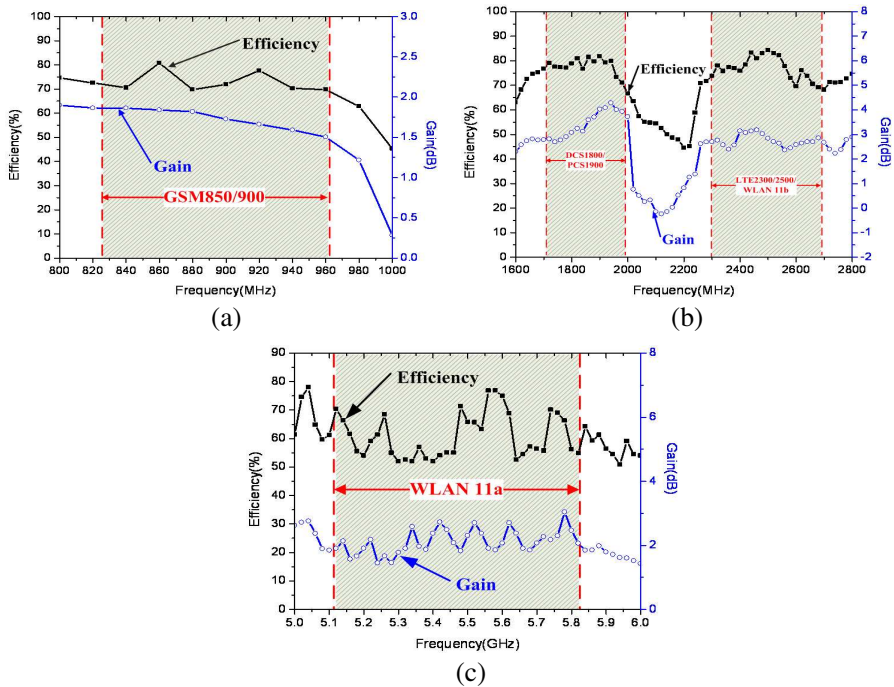 100
90
80
70
60
50
40
30
20
10
0
Efficiency(%)
3.0
2.5
2.0
1.5
1.0
0.5
0.0
Gain(dB)
Efficiency
Gain
GSM850/900
800 820 840 860 880 900 920 940 960 980 1000
Frequency(MHz)
(a)
100
90
80
70
60
50
40
30
20
10
0
Efficiency(%)
8
7
6
5
4
3
2
1
0
-1
-2
Gain(dB)
Efficiency
DCS1800/
PCS1900
LTE2300/2500/
WLAN 11b
Gain
1600 1800 2000 2200 2400 2600 2800
Frequency(MHz)
(b)
90
80
70
60
50
40
30
20
10
0
Efficiency(%)
8
6
4
2
0
Gain(dB)
Efficiency
WLAN 11a
Gain
5.0 5.1 5.2 5.3 5.4 5.5 5.6 5.7 5.8 5.9 6.0
Frequency(GHz)
(c)